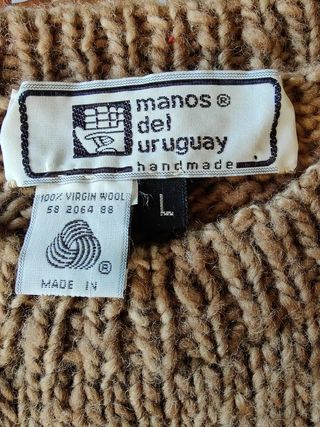 manos®
del
uruguay
handmade
100% VIRGIN WOOL
58 2064 88
L
®
MADE IN